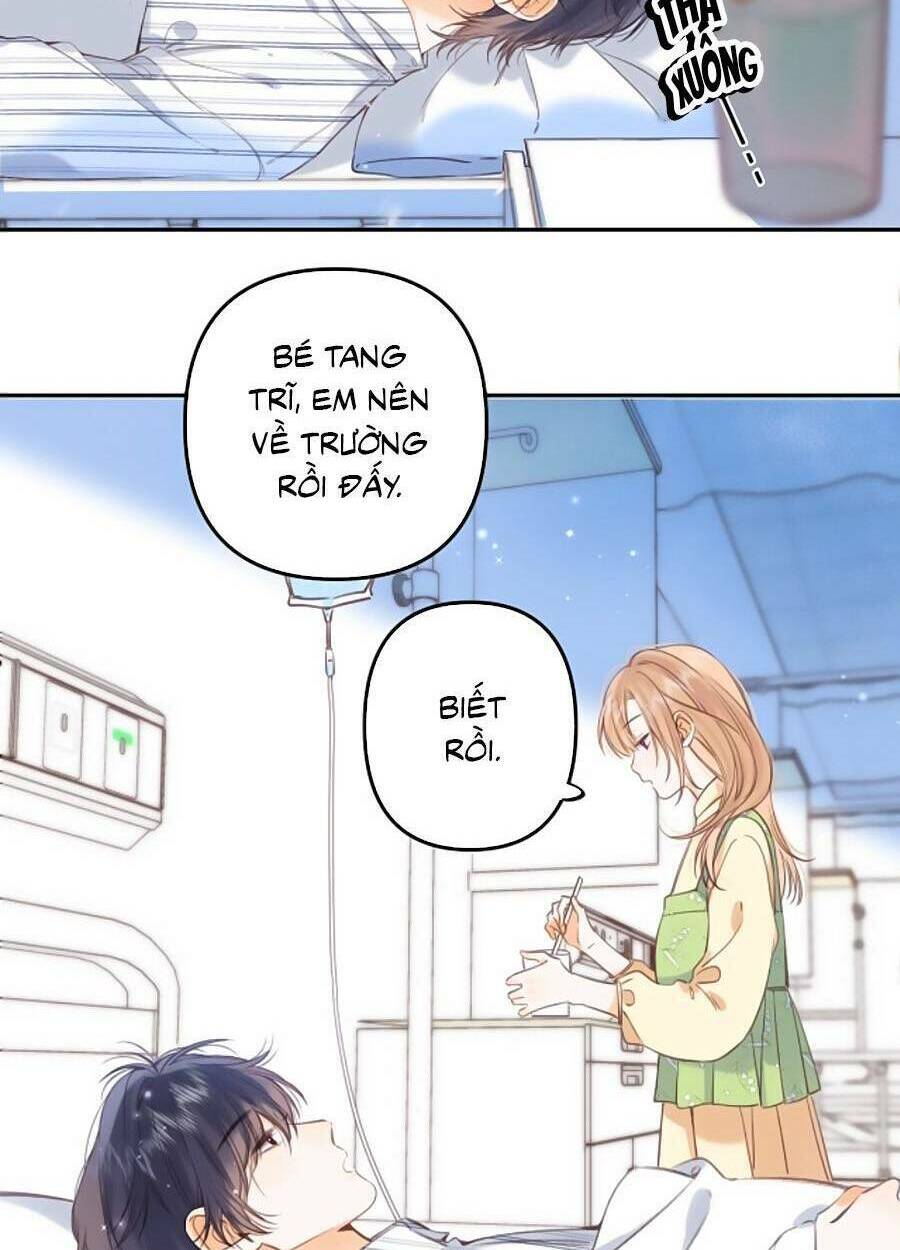 THẢ
XUỐNG
...
BÉ TANG
TRĨ, EM NÊN
VỀ TRƯỜNG
RỒI ĐẤY.
BIẾT
RỒI.